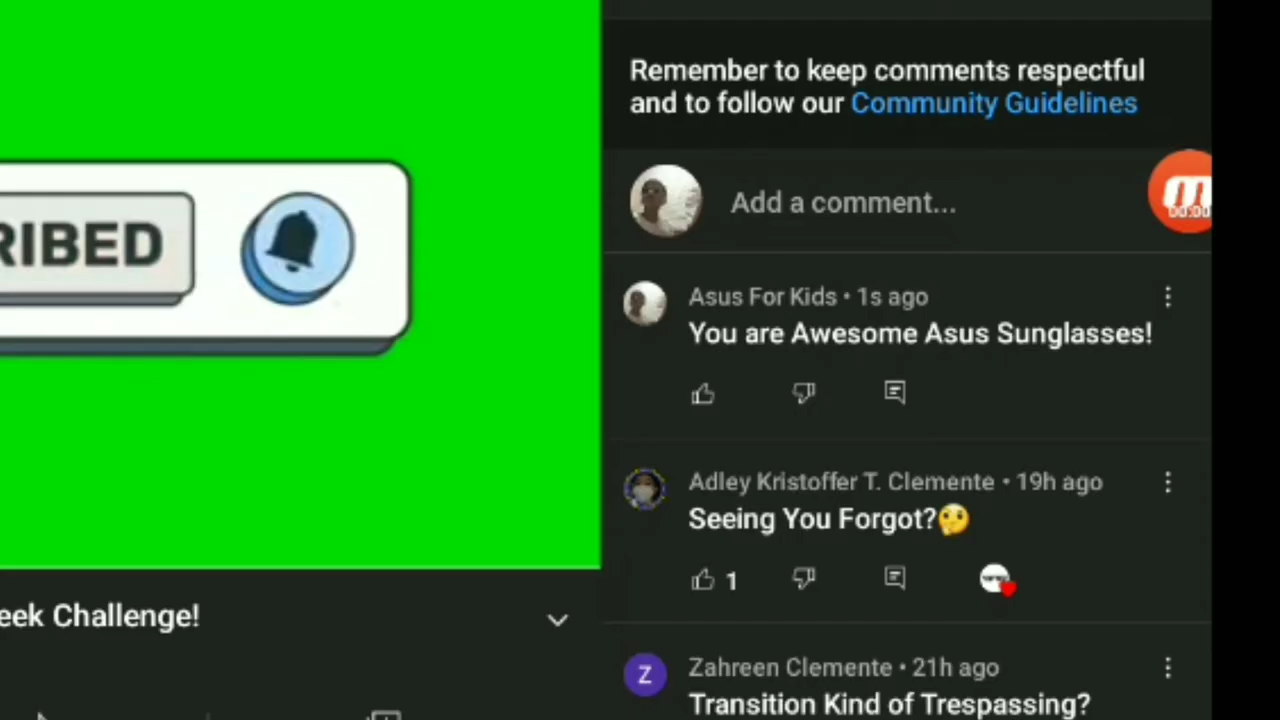 Remember to keep comments respectful
and to follow our Community Guidelines
Add a comment...
00:00
RIBED
Asus For Kids • 1s ago
You are Awesome Asus Sunglasses!
Adley Kristoffer T. Clemente • 19h ago
Seeing You Forgot?🤔
1
eek Challenge!
Z
Zahreen Clemente • 21h ago
Transition Kind of Trespassing?